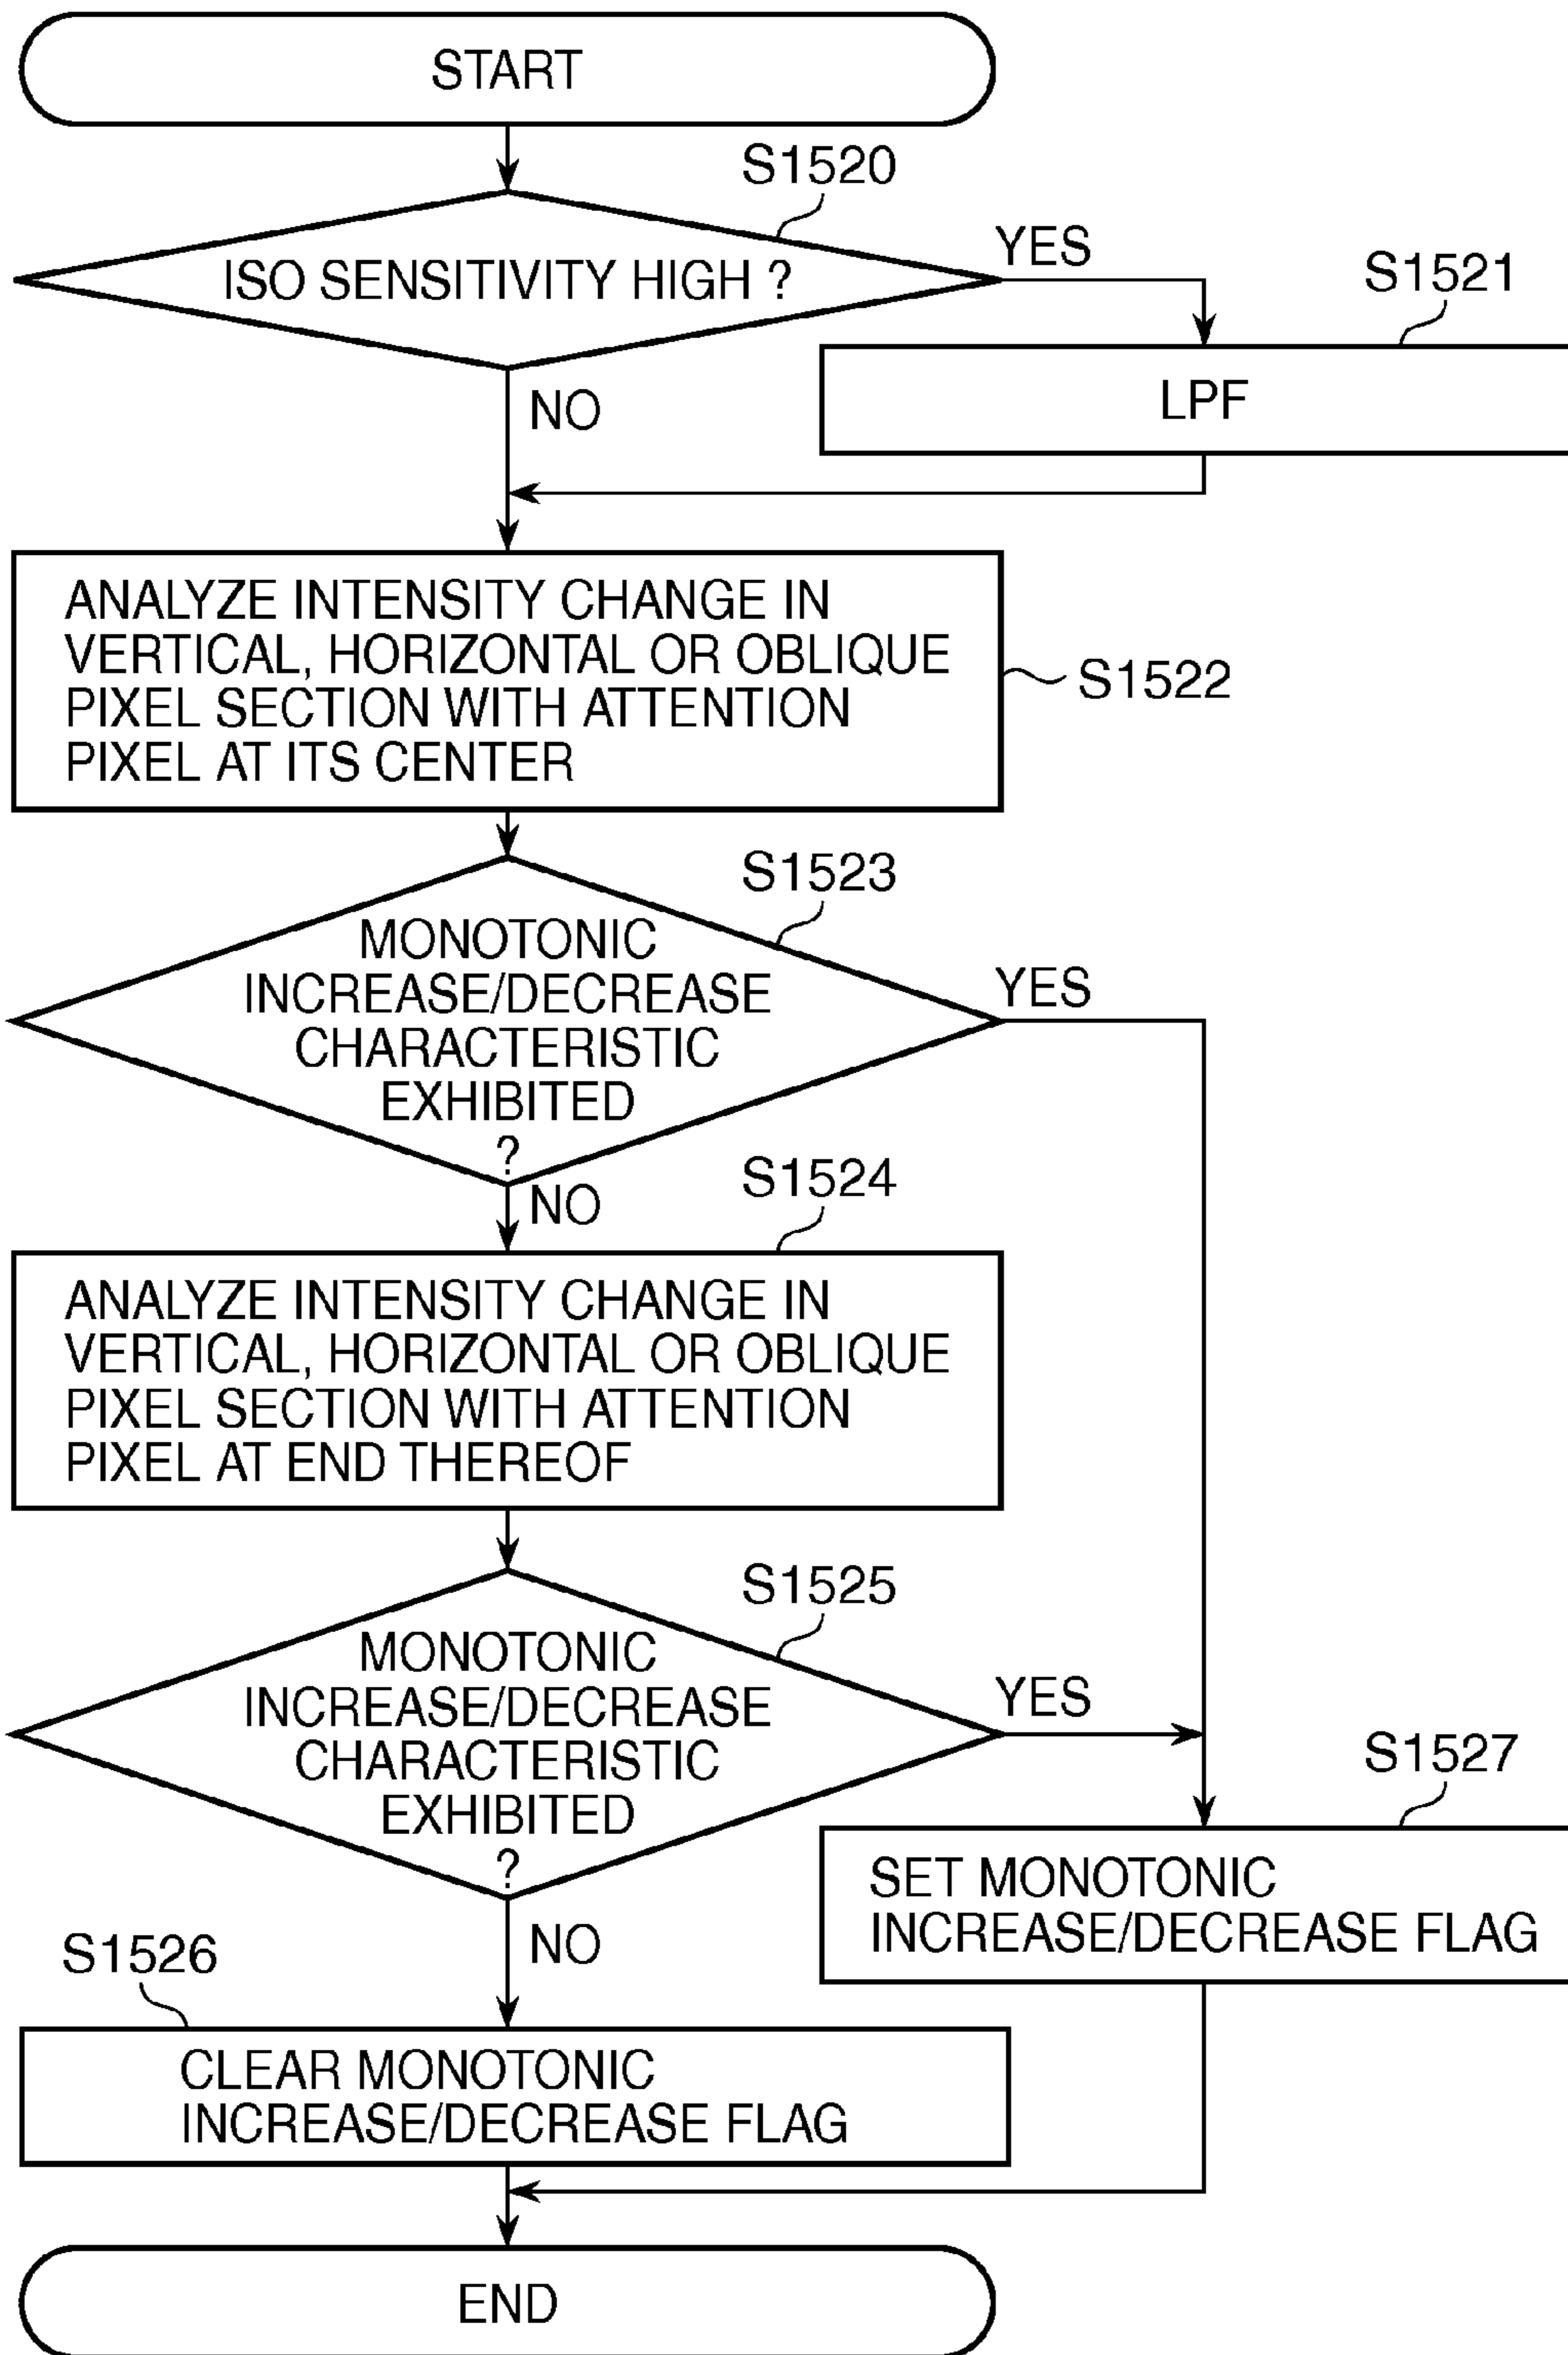 START
S1520
ISO SENSITIVITY HIGH ?
YES
S1521
LPF
NO
ANALYZE INTENSITY CHANGE IN
VERTICAL, HORIZONTAL OR OBLIQUE
PIXEL SECTION WITH ATTENTION
PIXEL AT ITS CENTER
S1522
S1523
MONOTONIC
INCREASE/DECREASE
CHARACTERISTIC
EXHIBITED
?
YES
NO
S1524
ANALYZE INTENSITY CHANGE IN
VERTICAL, HORIZONTAL OR OBLIQUE
PIXEL SECTION WITH ATTENTION
PIXEL AT END THEREOF
S1525
MONOTONIC
INCREASE/DECREASE
CHARACTERISTIC
EXHIBITED
?
YES
S1527
SET MONOTONIC
INCREASE/DECREASE FLAG
NO
S1526
CLEAR MONOTONIC
INCREASE/DECREASE FLAG
END